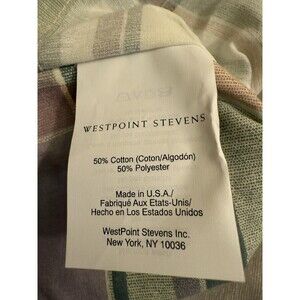 WESTPOINT STEVENS
50% Cotton (Coton/Algodón)
50% Polyester
Made in U.S.A./
Fabriqué Aux Etats-Unis/
Hecho en Los Estados Unidos
WestPoint Stevens Inc.
New York, NY 10036